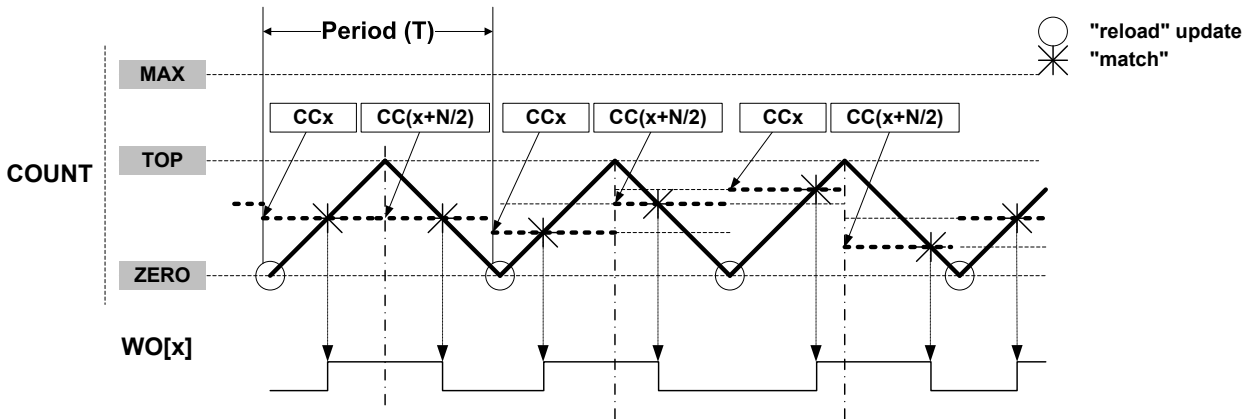 Period (T)
"reload" update
"match"
MAX
CCx
CC(x+N/2)
CCx
CC(x+N/2)
CCx
CC(x+N/2)
TOP
COUNT
ZERO
WO[x]